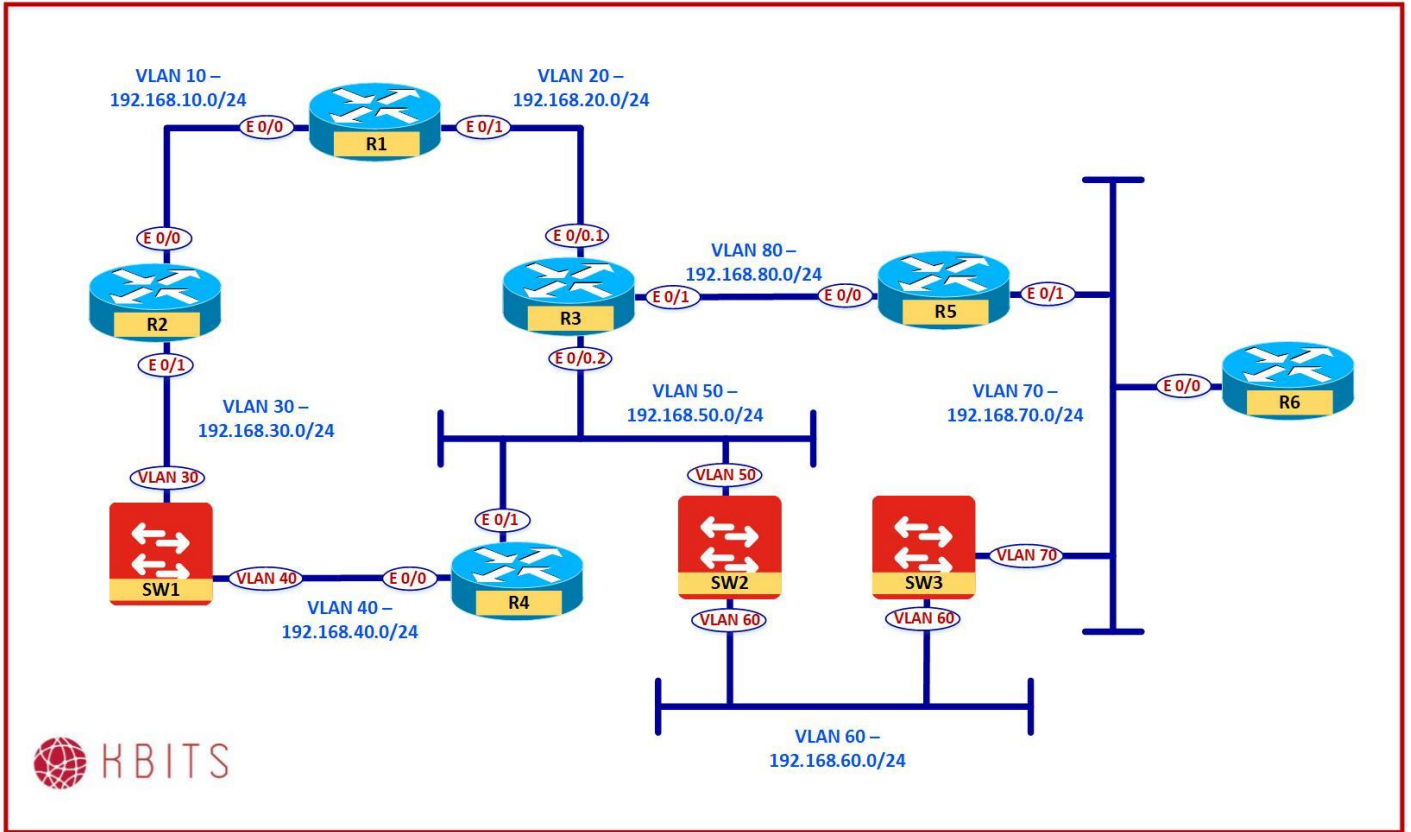 VLAN 10 –
192.168.10.0/24
VLAN 20 –
192.168.20.0/24
E 0/0
R1
E 0/1
E 0/0
E 0/0.1
VLAN 80 –
192.168.80.0/24
R2
R3
E 0/1
E 0/0
R5
E 0/1
E 0/1
E 0/0.2
VLAN 30 –
192.168.30.0/24
VLAN 50 –
192.168.50.0/24
VLAN 70 –
192.168.70.0/24
E 0/0
R6
VLAN 30
VLAN 50
E 0/1
SW1
VLAN 40
E 0/0
R4
SW2
SW3
VLAN 70
VLAN 40 –
192.168.40.0/24
VLAN 60
VLAN 60
VLAN 60 –
192.168.60.0/24
KBITS